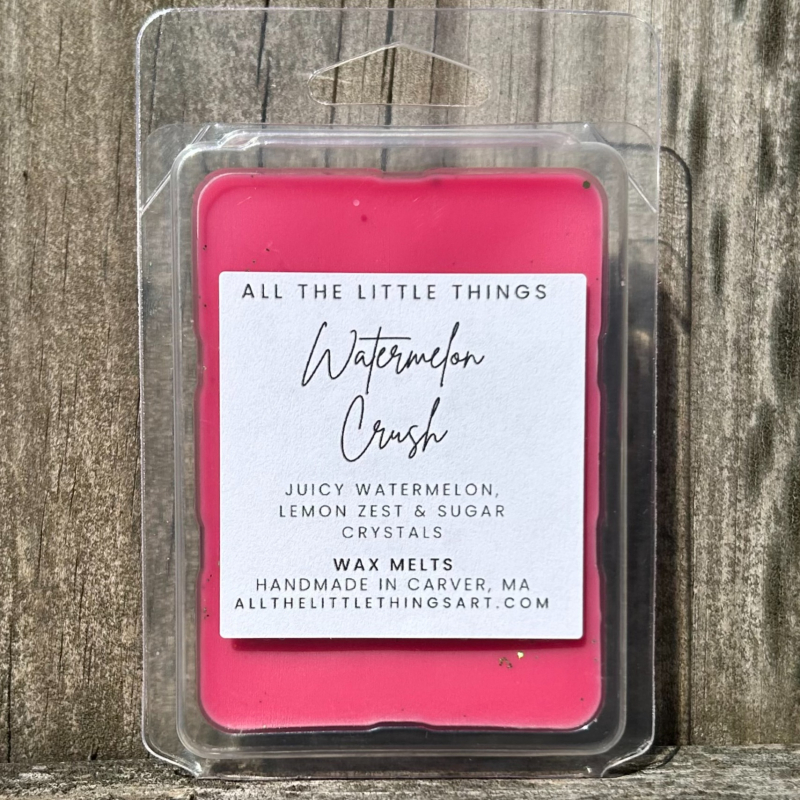 ALL THE LITTLE THINGS
Watermelon
Crush
JUICY WATERMELON,
LEMON ZEST & SUGAR
CRYSTALS
WAX MELTS
HANDMADE IN CARVER, MA
ALLTHELITTLETHINGSART.COM